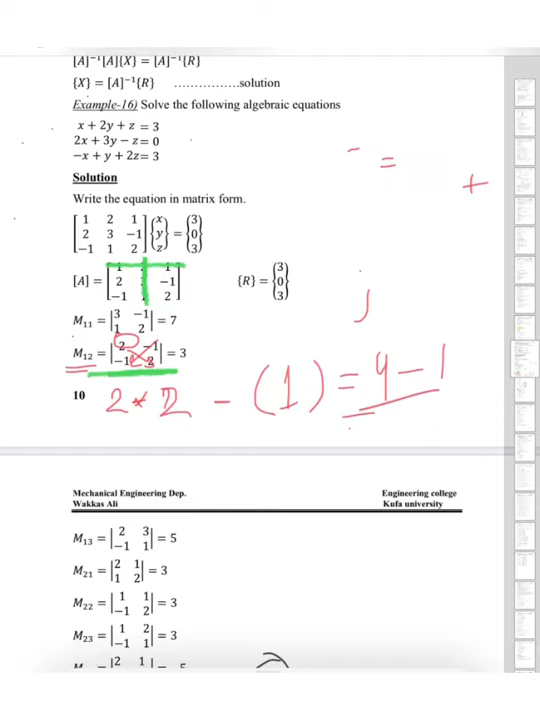 [A]⁻¹[A]{X} = [A]⁻¹{R}
{X} = [A]⁻¹{R} ................solution
Example-16) Solve the following algebraic equations
x + 2y + z = 3
2x + 3y − z= 0
−x + y + 2z= 3
Solution
Write the equation in matrix form.
[1 2 1; 2 3 −1; −1 1 2] {x; y; z} = {3; 0; 3}
[A] = [1 1; 2 −1; −1 2] {R} = {3; 0; 3}
M₁₁ = |3 −1; 1 2| = 7
M₁₂ = |2 −1; −1 2| = 3
10
2 * 2 − (1) = 4 − 1
− =
+
Mechanical Engineering Dep. Engineering college
Wakkas Ali Kufa university
M₁₃ = |2 3; −1 1| = 5
M₂₁ = |2 1; 1 2| = 3
M₂₂ = |1 1; −1 2| = 3
M₂₃ = |1 2; −1 1| = 3
|2 1|